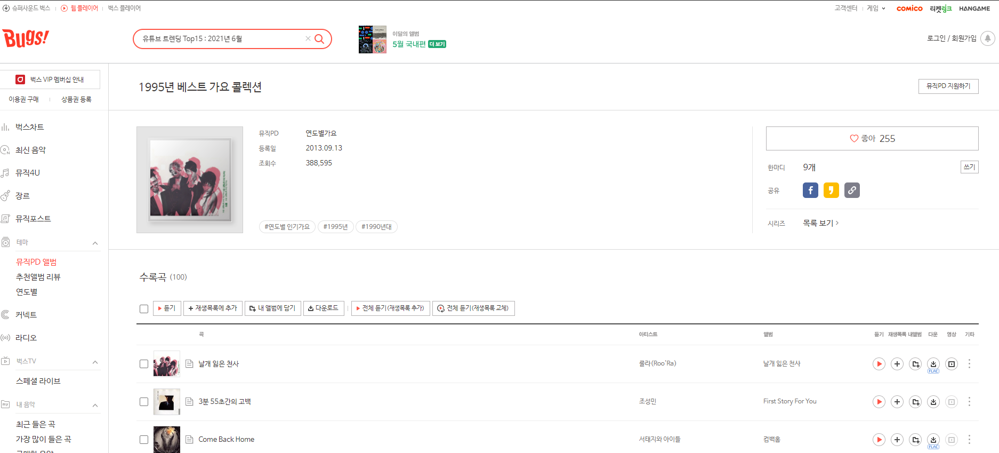 슈퍼사운드 벅스
웹 플레이어
벅스 플레이어
고객센터
게임
comico
티켓링크
HANGAME
Bugs!
유튜브 트렌딩 Top15 : 2021년 6월
이달의 앨범
5월 국내편 더 보기
로그인 / 회원가입
벅스 VIP 멤버십 안내
이용권 구매
상품권 등록
벅스차트
최신 음악
뮤직4U
장르
뮤직포스트
테마
뮤직PD 앨범
추천앨범 리뷰
연도별
커넥트
라디오
벅스TV
스페셜 라이브
my 내 음악
최근 들은 곡
가장 많이 들은 곡
1995년 베스트 가요 콜렉션
뮤직PD 지원하기
뮤직PD 연도별가요
등록일 2013.09.13
조회수 388,595
#연도별 인기가요 #1995년 #1990년대
좋아 255
한마디 9개 쓰기
공유
시리즈 목록 보기
수록곡 (100)
듣기 재생목록에 추가 내 앨범에 담기 다운로드 전체 듣기(재생목록 추가) 전체 듣기(재생목록 교체)
곡 아티스트 앨범 듣기 재생목록 내앨범 다운 영상 기타
날개 잃은 천사 룰라(Roo'Ra) 날개 잃은 천사 FLAC
3분 55초간의 고백 조성민 First Story For You
Come Back Home 서태지와 아이들 컴백홈 FLAC